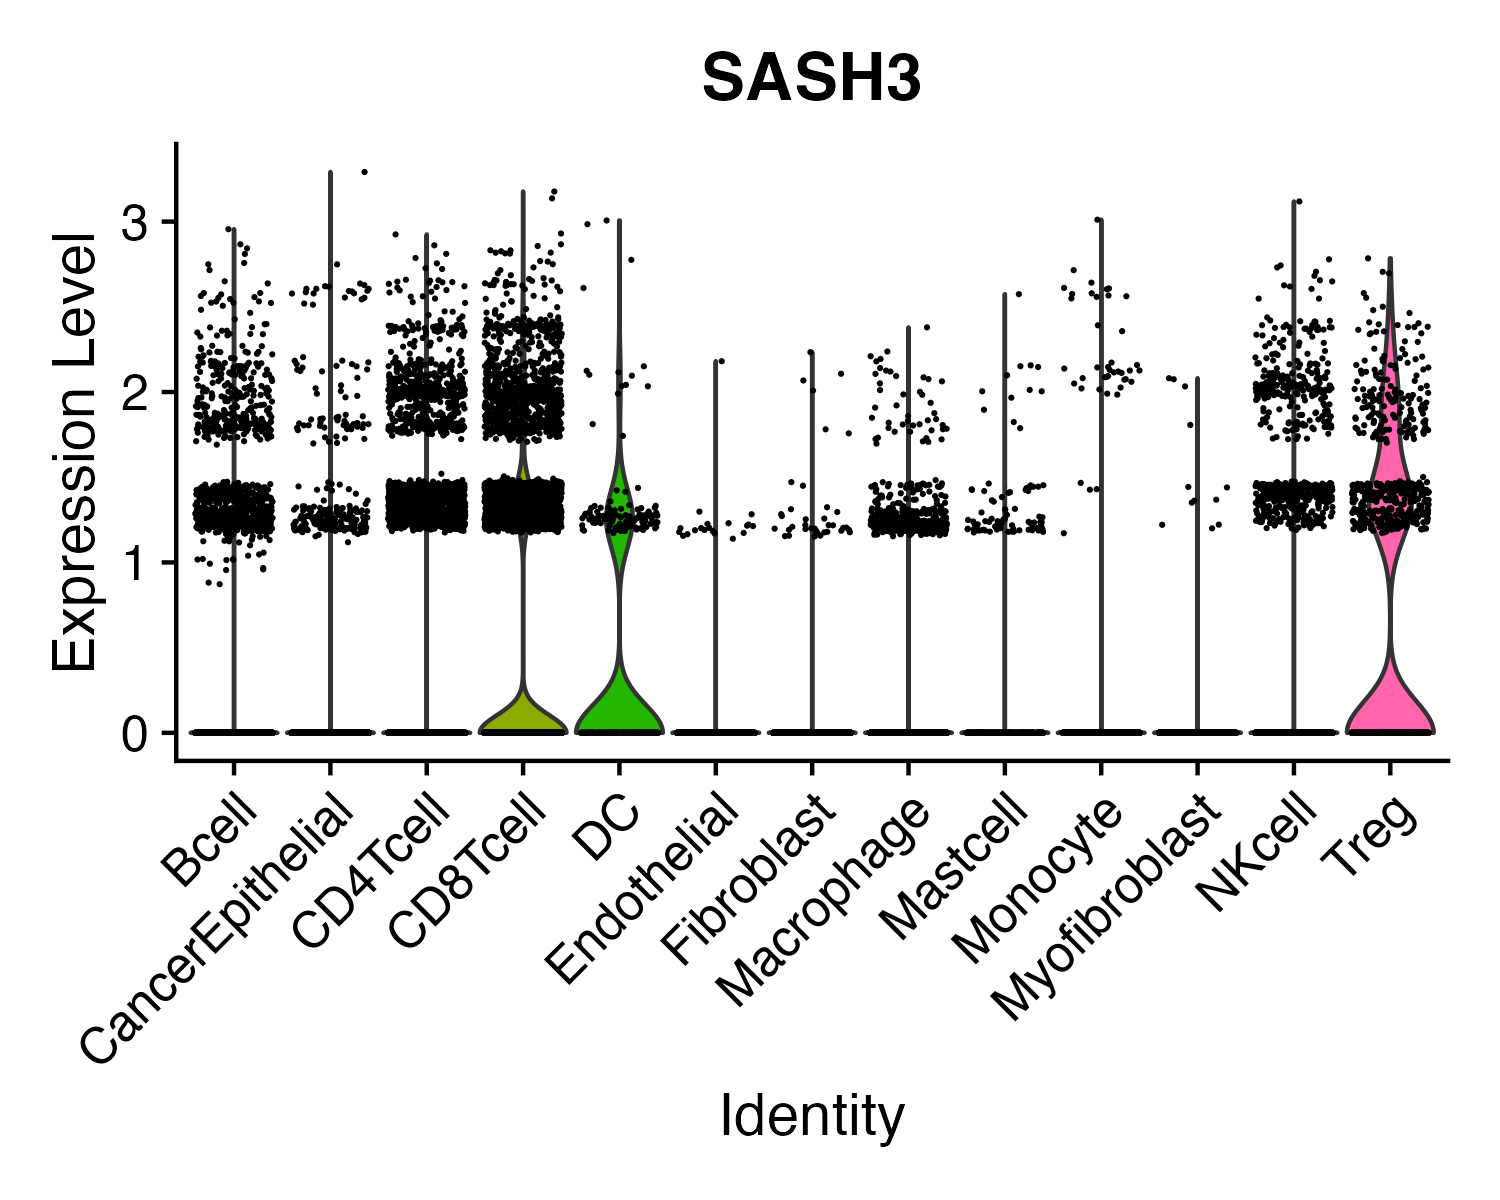 SASH3
Expression Level
3
2
1
0
Bcell
CancerEpithelial
CD4Tcell
CD8Tcell
DC
Endothelial
Fibroblast
Macrophage
Mastcell
Monocyte
Myofibroblast
NKcell
Treg
Identity